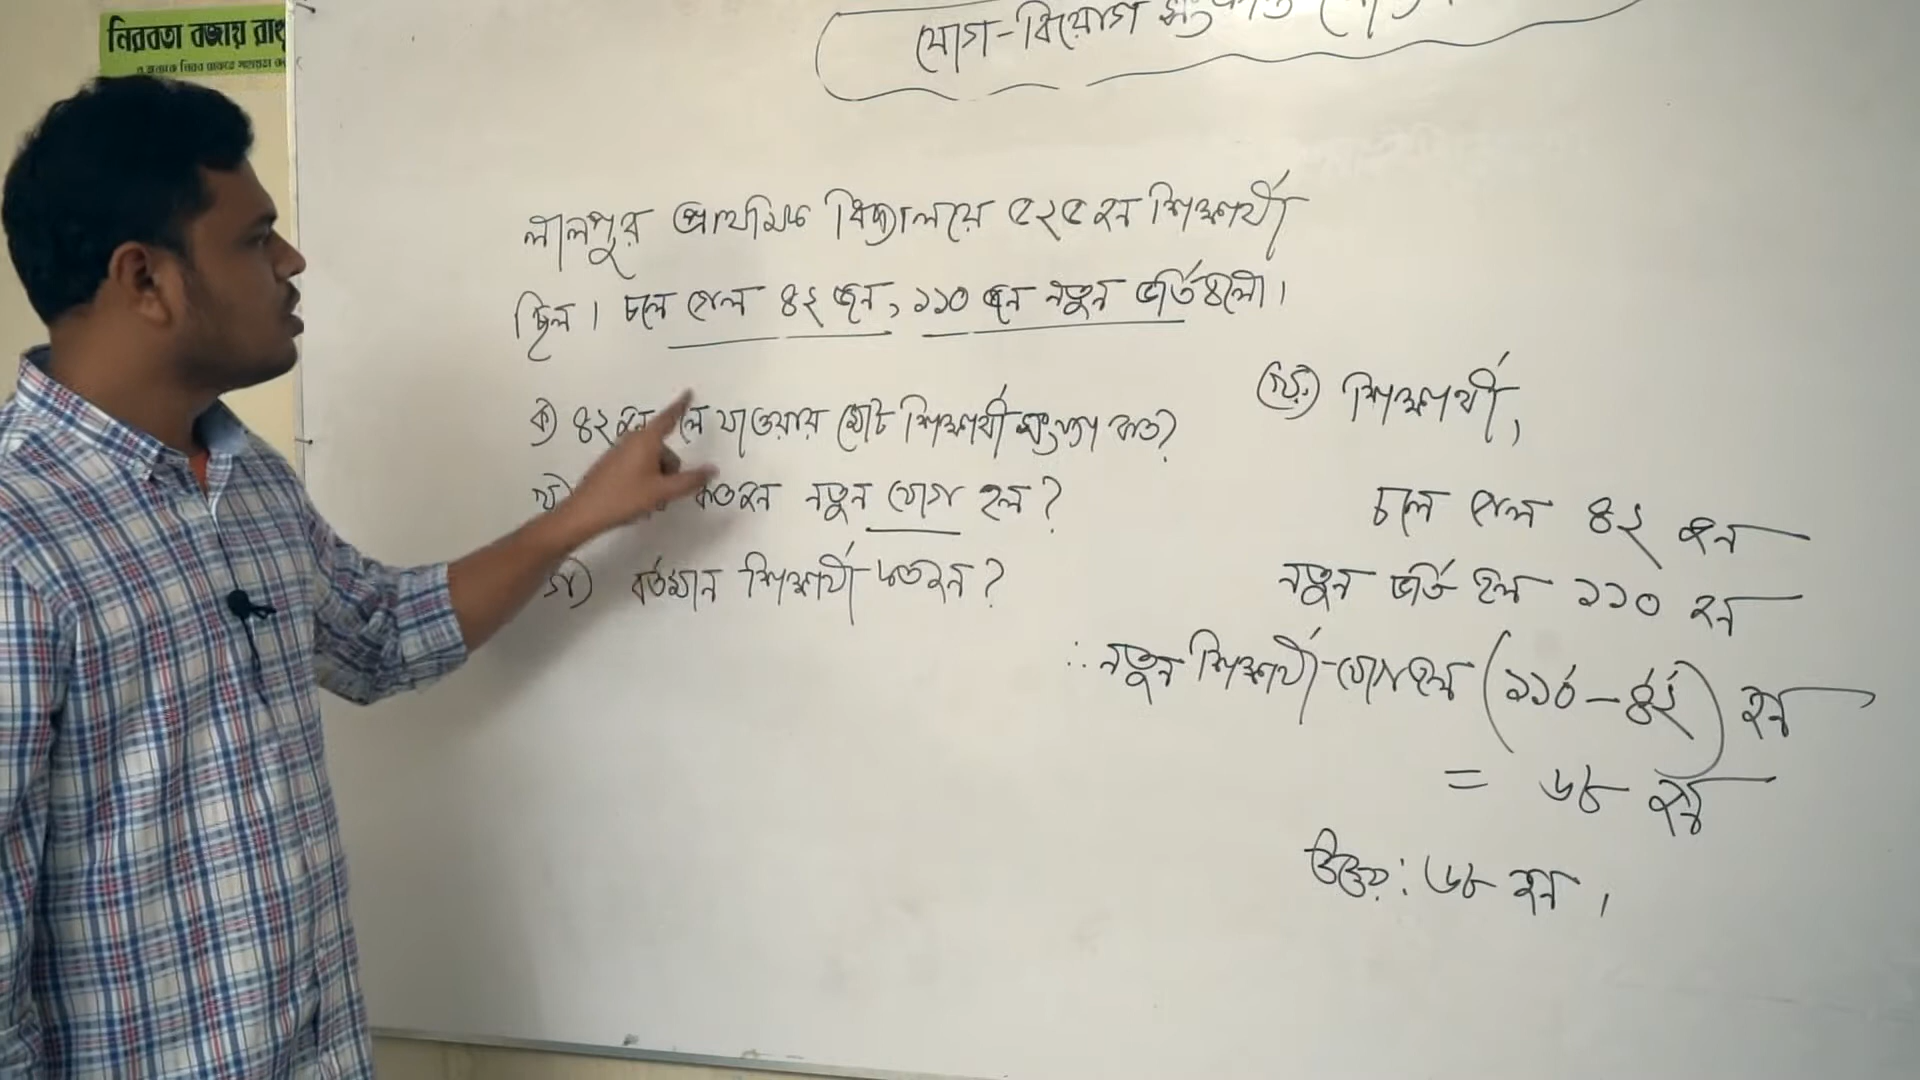 নিরবতা বজায় রাখু
যোগ-বিয়োগ সংক্রান্ত
লালপুর প্রাথমিক বিদ্যালয়ে ৫২৫ জন শিক্ষার্থী
ছিল। চলে গেল ৪২ জন, ১১০ জন নতুন ভর্তি হলো।
ক) ৪২ জন লে যাওয়ায় মোট শিক্ষার্থী সংখ্যা কত?
খ) কতজন নতুন যোগ হল?
গ) বর্তমান শিক্ষার্থী কতজন?
(খ) শিক্ষার্থী,
চলে গেল ৪২ জন
নতুন ভর্তি হল ১১০ জন
∴ নতুন শিক্ষার্থী যোগ হল (১১০ – ৪২) জন
= ৬৮ জন
উত্তর: ৬৮ জন।